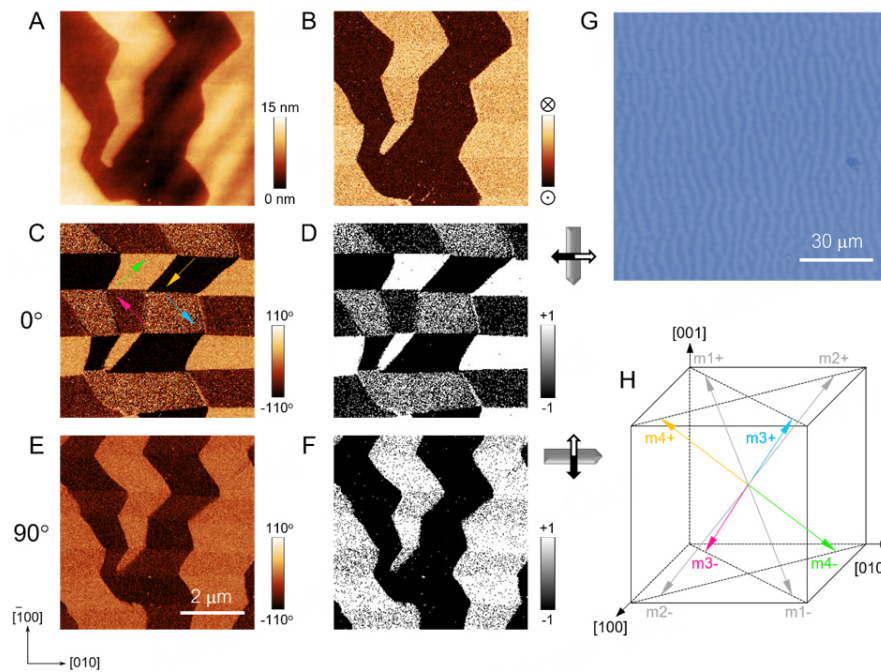 A
B
G
15 nm
0 nm
⊗
⊙
30 μm
C
D
0°
110°
-110°
+1
-1
H
[001]
m1+
m2+
m4+
m3+
m3-
m4-
m2-
m1-
[010]
[100]
E
F
90°
2 μm
110°
-110°
+1
-1
[1̄00]
[010]